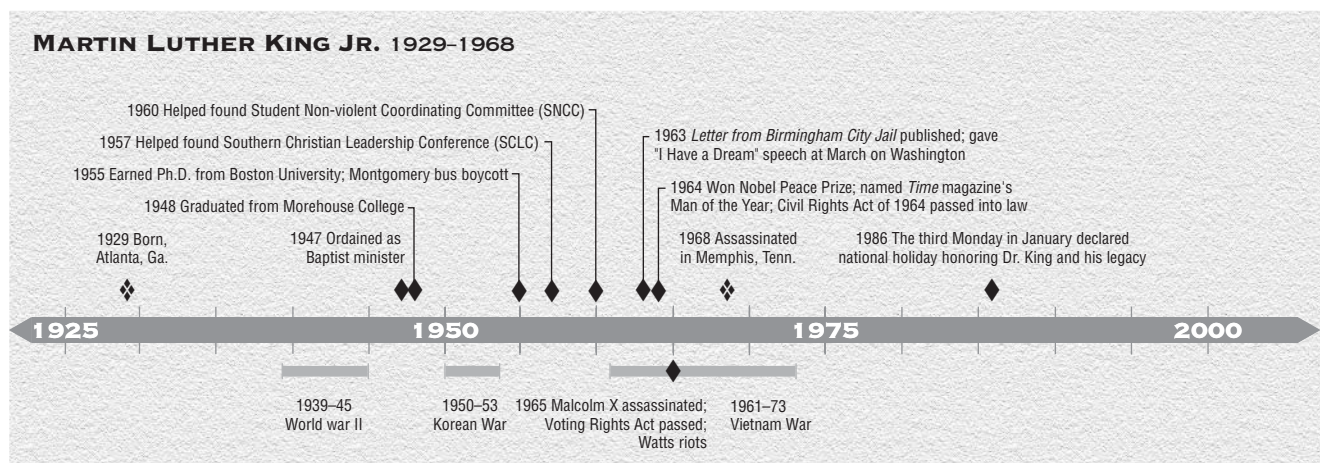 MARTIN LUTHER KING JR. 1929–1968
1960 Helped found Student Non-violent Coordinating Committee (SNCC)
1957 Helped found Southern Christian Leadership Conference (SCLC)
1955 Earned Ph.D. from Boston University; Montgomery bus boycott
1948 Graduated from Morehouse College
1929 Born,
Atlanta, Ga.
1947 Ordained as
Baptist minister
1963 Letter from Birmingham City Jail published; gave
"I Have a Dream" speech at March on Washington
1964 Won Nobel Peace Prize; named Time magazine's
Man of the Year; Civil Rights Act of 1964 passed into law
1968 Assassinated
in Memphis, Tenn.
1986 The third Monday in January declared
national holiday honoring Dr. King and his legacy
1925 1950 1975 2000
1939–45
World war II
1950–53
Korean War
1965 Malcolm X assassinated;
Voting Rights Act passed;
Watts riots
1961–73
Vietnam War